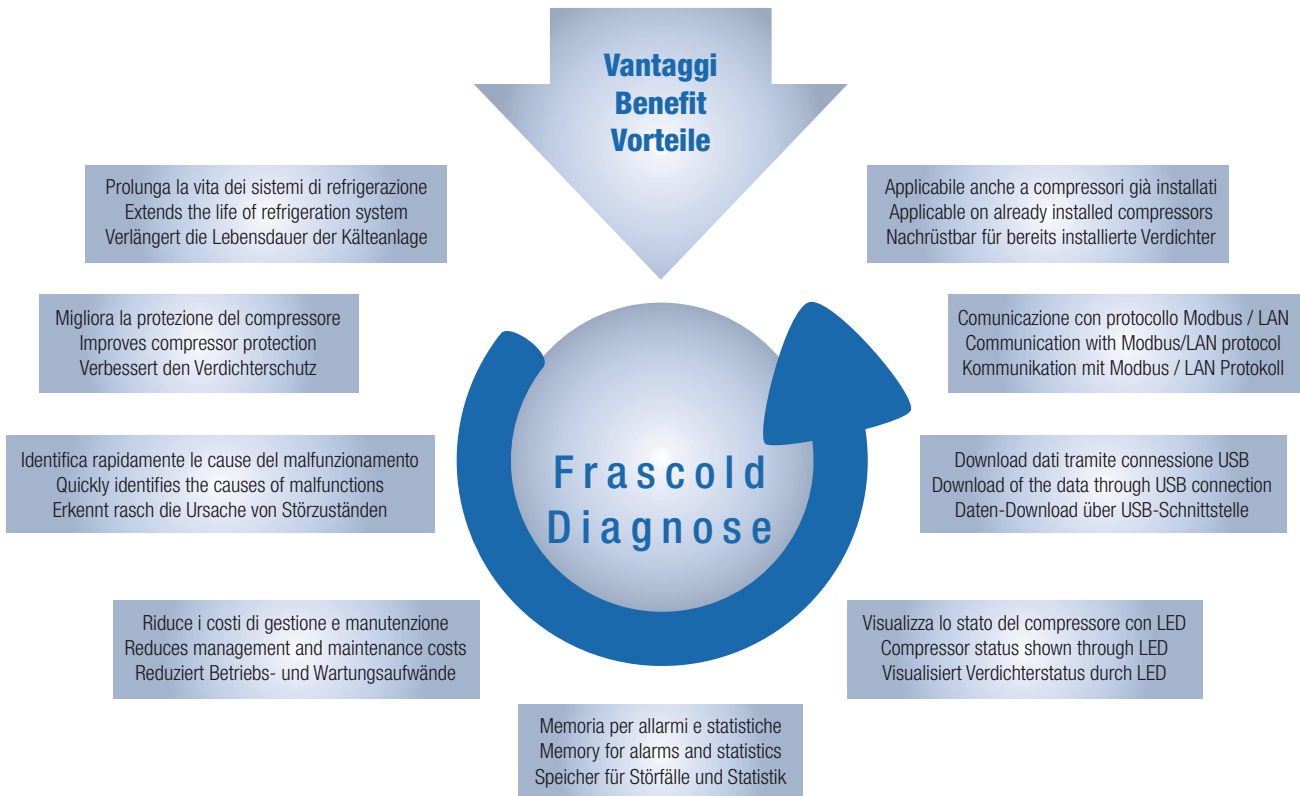 Vantaggi
Benefit
Vorteile
Prolunga la vita dei sistemi di refrigerazione
Extends the life of refrigeration system
Verlängert die Lebensdauer der Kälteanlage
Applicabile anche a compressori già installati
Applicable on already installed compressors
Nachrüstbar für bereits installierte Verdichter
Migliora la protezione del compressore
Improves compressor protection
Verbessert den Verdichterschutz
Comunicazione con protocollo Modbus / LAN
Communication with Modbus/LAN protocol
Kommunikation mit Modbus / LAN Protokoll
Identifica rapidamente le cause del malfunzionamento
Quickly identifies the causes of malfunctions
Erkennt rasch die Ursache von Störzuständen
Frascold
Diagnose
Download dati tramite connessione USB
Download of the data through USB connection
Daten-Download über USB-Schnittstelle
Riduce i costi di gestione e manutenzione
Reduces management and maintenance costs
Reduziert Betriebs- und Wartungsaufwände
Visualizza lo stato del compressore con LED
Compressor status shown through LED
Visualisiert Verdichterstatus durch LED
Memoria per allarmi e statistiche
Memory for alarms and statistics
Speicher für Störfälle und Statistik